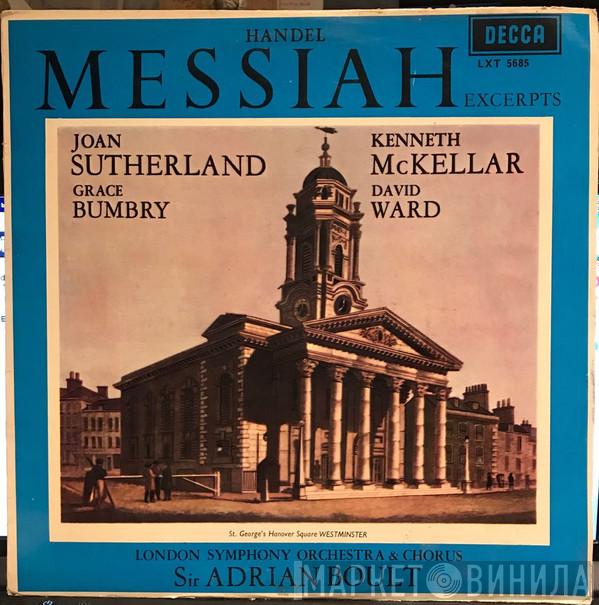 HANDEL
DECCA
LXT 5685
MESSIAH
EXCERPTS
JOAN
SUTHERLAND
GRACE
BUMBRY
KENNETH
McKELLAR
DAVID
WARD
St. George's Hanover Square WESTMINSTER
LONDON SYMPHONY ORCHESTRA & CHORUS
Sir ADRIAN BOULT
МАРКЕТ ВИНИЛА